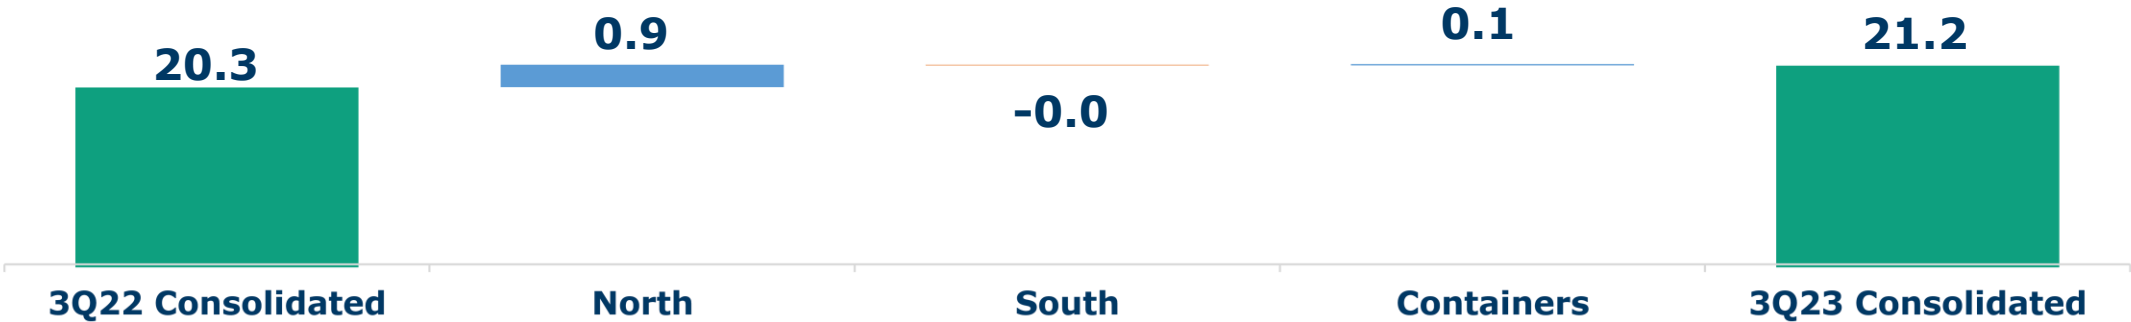 20.3
0.9
-0.0
0.1
21.2
3Q22 Consolidated
North
South
Containers
3Q23 Consolidated